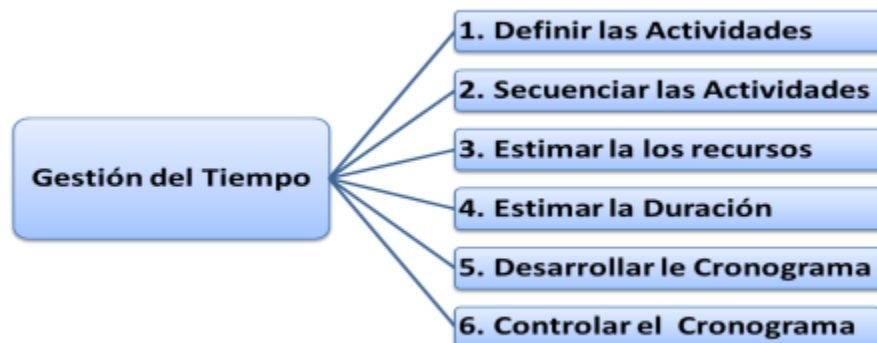 Gestión del Tiempo
1. Definir las Actividades
2. Secuenciar las Actividades
3. Estimar la los recursos
4. Estimar la Duración
5. Desarrollar le Cronograma
6. Controlar el Cronograma